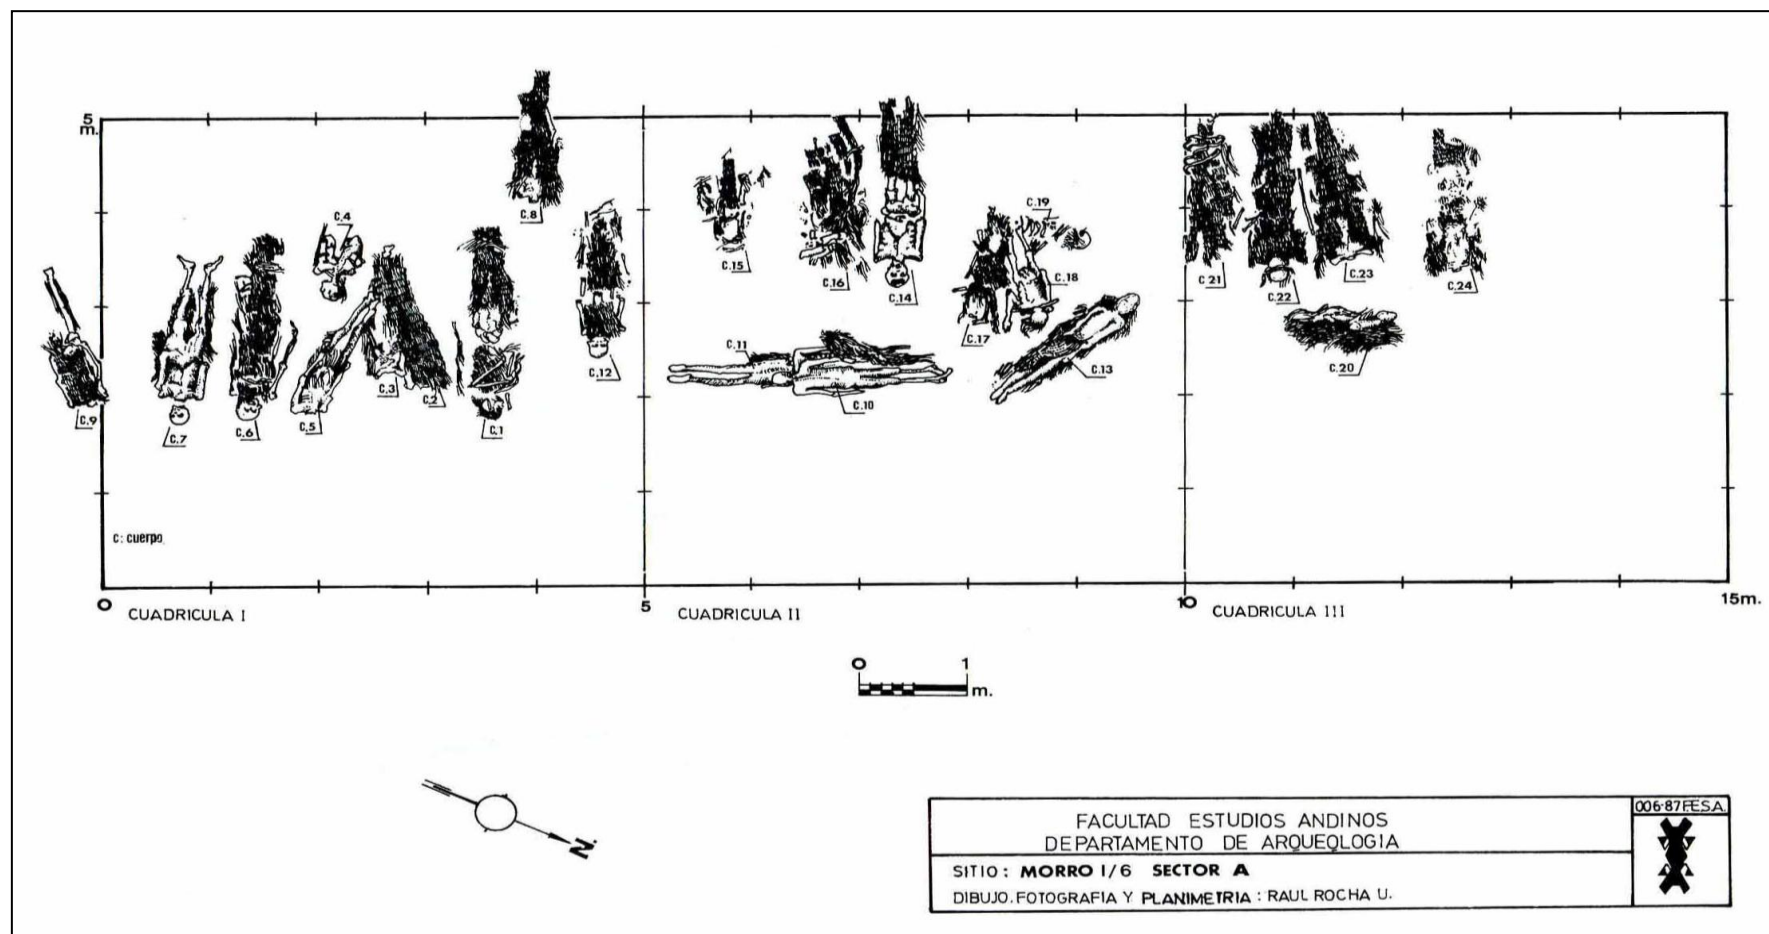 5
m.
C.8
C.4
C.19
C.15
C.16
C.14
C.18
C.21
C.22
C.23
C.24
C.17
C.11
C.12
C.13
C.20
C.9
C.7
C.6
C.5
C.3
C.2
C.1
C.10
c: cuerpo
0
5
10
15m.
CUADRICULA I
CUADRICULA II
CUADRICULA III
0 1
m.
N.
FACULTAD ESTUDIOS ANDINOS
DEPARTAMENTO DE ARQUEOLOGIA
006-87F.E.S.A.
SITIO: MORRO 1/6 SECTOR A
DIBUJO.FOTOGRAFIA Y PLANIMETRIA: RAUL ROCHA U.